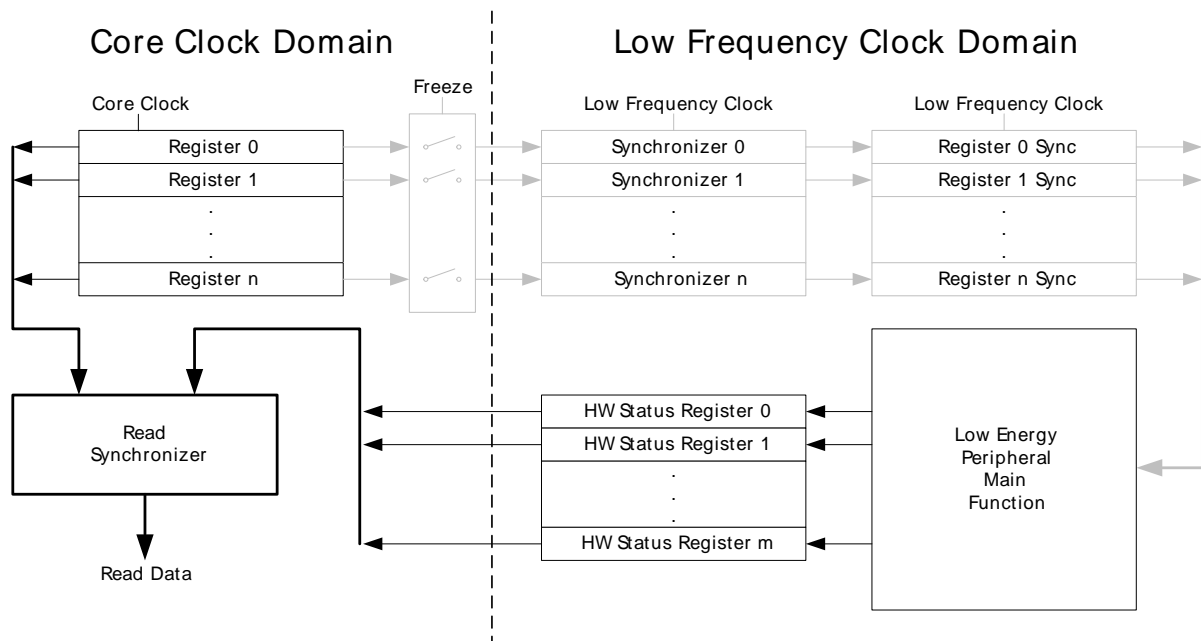 Core Clock Domain
Low Frequency Clock Domain
Freeze
Core Clock
Low Frequency Clock
Low Frequency Clock
Register 0
Synchronizer 0
Register 0 Sync
Register 1
Synchronizer 1
Register 1 Sync
.
.
.
.
.
.
.
.
.
Register n
Synchronizer n
Register n Sync
Read
Synchronizer
Read Data
HW Status Register 0
HW Status Register 1
.
.
.
HW Status Register m
Low Energy
Peripheral
Main
Function